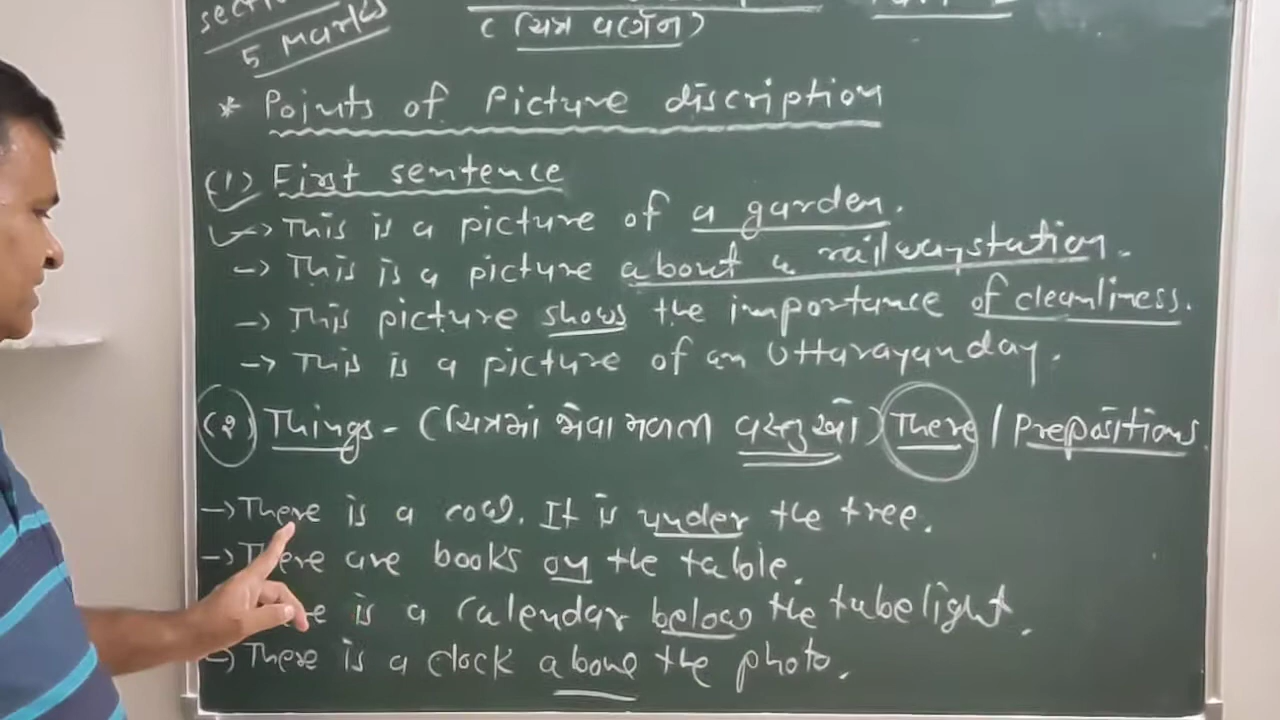 section
5 Marks
(ચિત્ર વર્ણન)
* Points of Picture discription
(1) First sentence
-> This is a picture of a garden.
-> This is a picture about a railwaystation.
-> This picture shows the importance of cleanliness.
-> This is a picture of an Uttarayanday.
(2) Things - (ચિત્રમાં જોવા મળતી વસ્તુઓ) There / Prepositions.
-> There is a cow. It is under the tree.
-> There are books on the table.
is a calendar below the tubelight.
-> There is a clock above the photo.